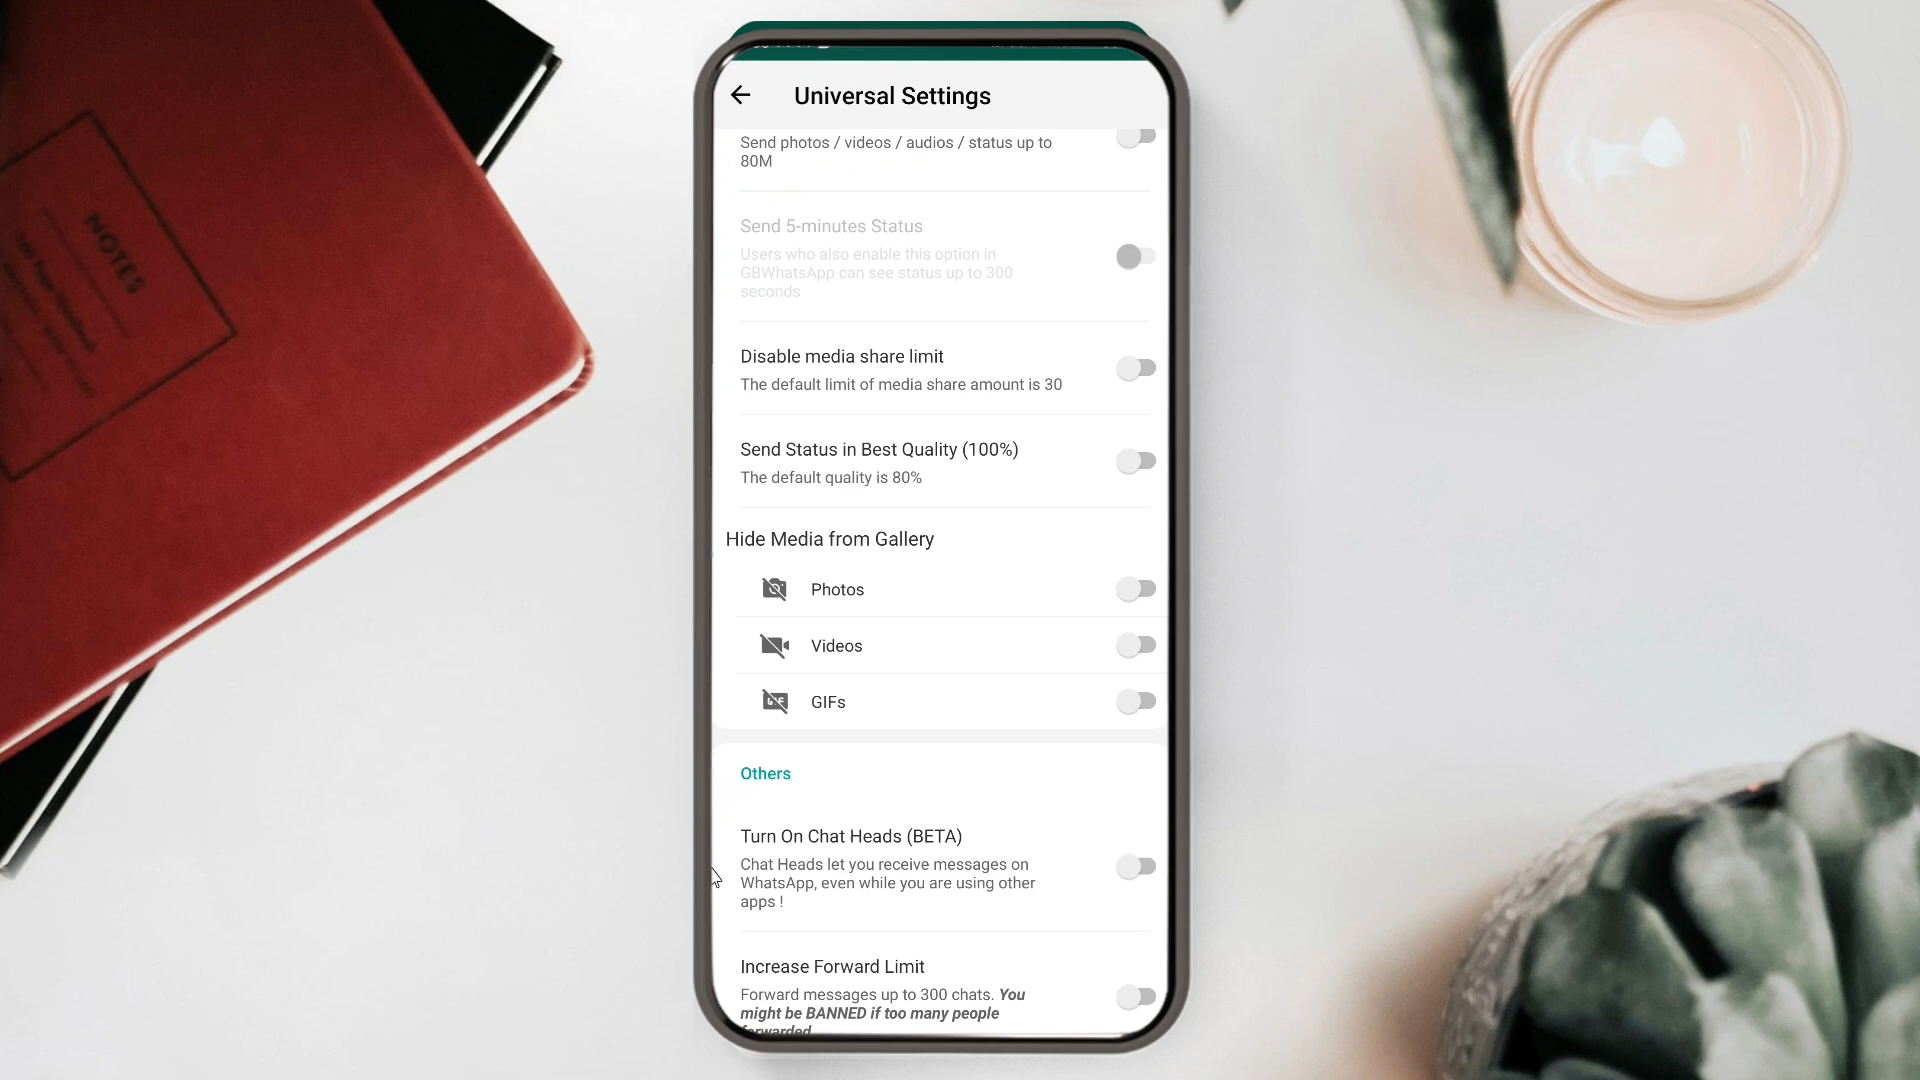 Universal Settings
Send photos / videos / audios / status up to
80M
Send 5-minutes Status
Users who also enable this option in
GBWhatsApp can see status up to 300
seconds
Disable media share limit
The default limit of media share amount is 30
Send Status in Best Quality (100%)
The default quality is 80%
Hide Media from Gallery
Photos
Videos
GIF
GIFs
Others
Turn On Chat Heads (BETA)
Chat Heads let you receive messages on
WhatsApp, even while you are using other
apps !
Increase Forward Limit
Forward messages up to 300 chats. You
might be BANNED if too many people
forwarded
NOTES